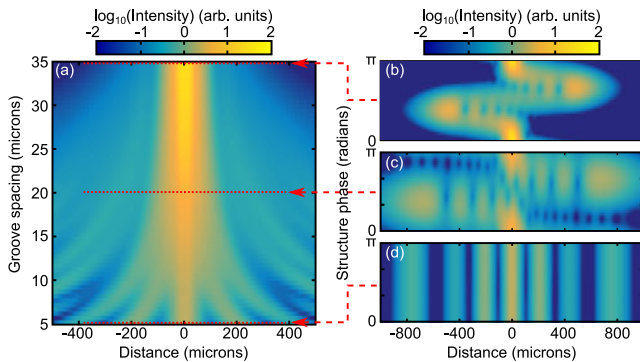 log10(Intensity) (arb. units)
-2 -1 0 1 2
(a)
35
30
25
20
15
10
5
Groove spacing (microns)
-400 -200 0 200 400
Distance (microns)
log10(Intensity) (arb. units)
-2 -1 0 1 2
(b)
π
0
(c)
π
0
(d)
π
0
Structure phase (radians)
-800 -400 0 400 800
Distance (microns)